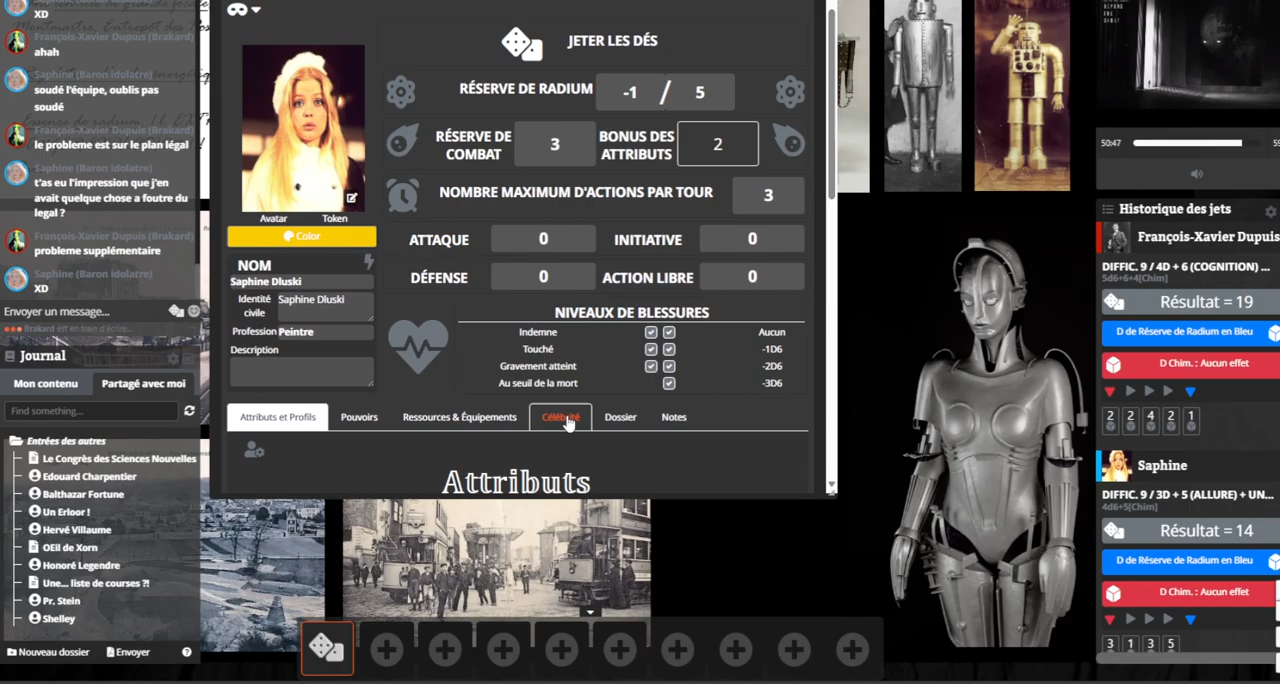 XD
François-Xavier Dupuis (Brakard)
ahah
Saphine (Baron idolatre)
soudé l'équipe, oublis pas
soudé
François-Xavier Dupuis (Brakard)
le probleme est sur le plan légal
Saphine (Baron idolatre)
t'as eu l'impression que j'en
avait quelque chose a foutre du
legal ?
François-Xavier Dupuis (Brakard)
probleme supplémentaire
Saphine (Baron idolatre)
XD
Envoyer un message...
Brakard est en train d'écrire...
Journal
Mon contenu
Partagé avec moi
Find something...
Entrées des autres
Le Congrès des Sciences Nouvelles
Edouard Charpentier
Balthazar Fortune
Un Erloor !
Hervé Villaume
OEil de Xorn
Honoré Legendre
Une... liste de courses ?!
Pr. Stein
Shelley
Nouveau dossier
Envoyer
?
JETER LES DÉS
RÉSERVE DE RADIUM
-1 / 5
RÉSERVE DE
COMBAT
3
BONUS DES
ATTRIBUTS
2
NOMBRE MAXIMUM D'ACTIONS PAR TOUR
3
ATTAQUE
0
INITIATIVE
0
DÉFENSE
0
ACTION LIBRE
0
Avatar
Token
Color
NOM
Saphine Dluski
Identité
civile
Saphine Dluski
Profession
Peintre
Description
NIVEAUX DE BLESSURES
Indemne
Aucun
Touché
-1D6
Gravement atteint
-2D6
Au seuil de la mort
-3D6
Attributs et Profils
Pouvoirs
Ressources & Équipements
Célébrité
Dossier
Notes
Attributs
50:47
Historique des jets
François-Xavier Dupuis
DIFFIC. 9 / 4D + 6 (COGNITION) ...
5d6+6+4[Chim]
Résultat = 19
D de Réserve de Radium en Bleu
D Chim. : Aucun effet
2 2 4 2 1
Saphine
DIFFIC. 9 / 3D + 5 (ALLURE) + UN...
4d6+5[Chim]
Résultat = 14
D de Réserve de Radium en Bleu
D Chim. : Aucun effet
3 1 3 5